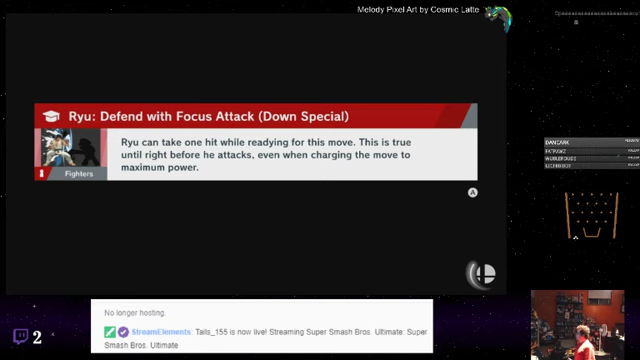 Melody Pixel Art by Cosmic Latte
Ryu: Defend with Focus Attack (Down Special)
Ryu can take one hit while readying for this move. This is true
until right before he attacks, even when charging the move to
maximum power.
Fighters
A
DANCARK
No longer hosting.
StreamElements: Tails_155 is now live! Streaming Super Smash Bros. Ultimate: Super
Smash Bros. Ultimate
2